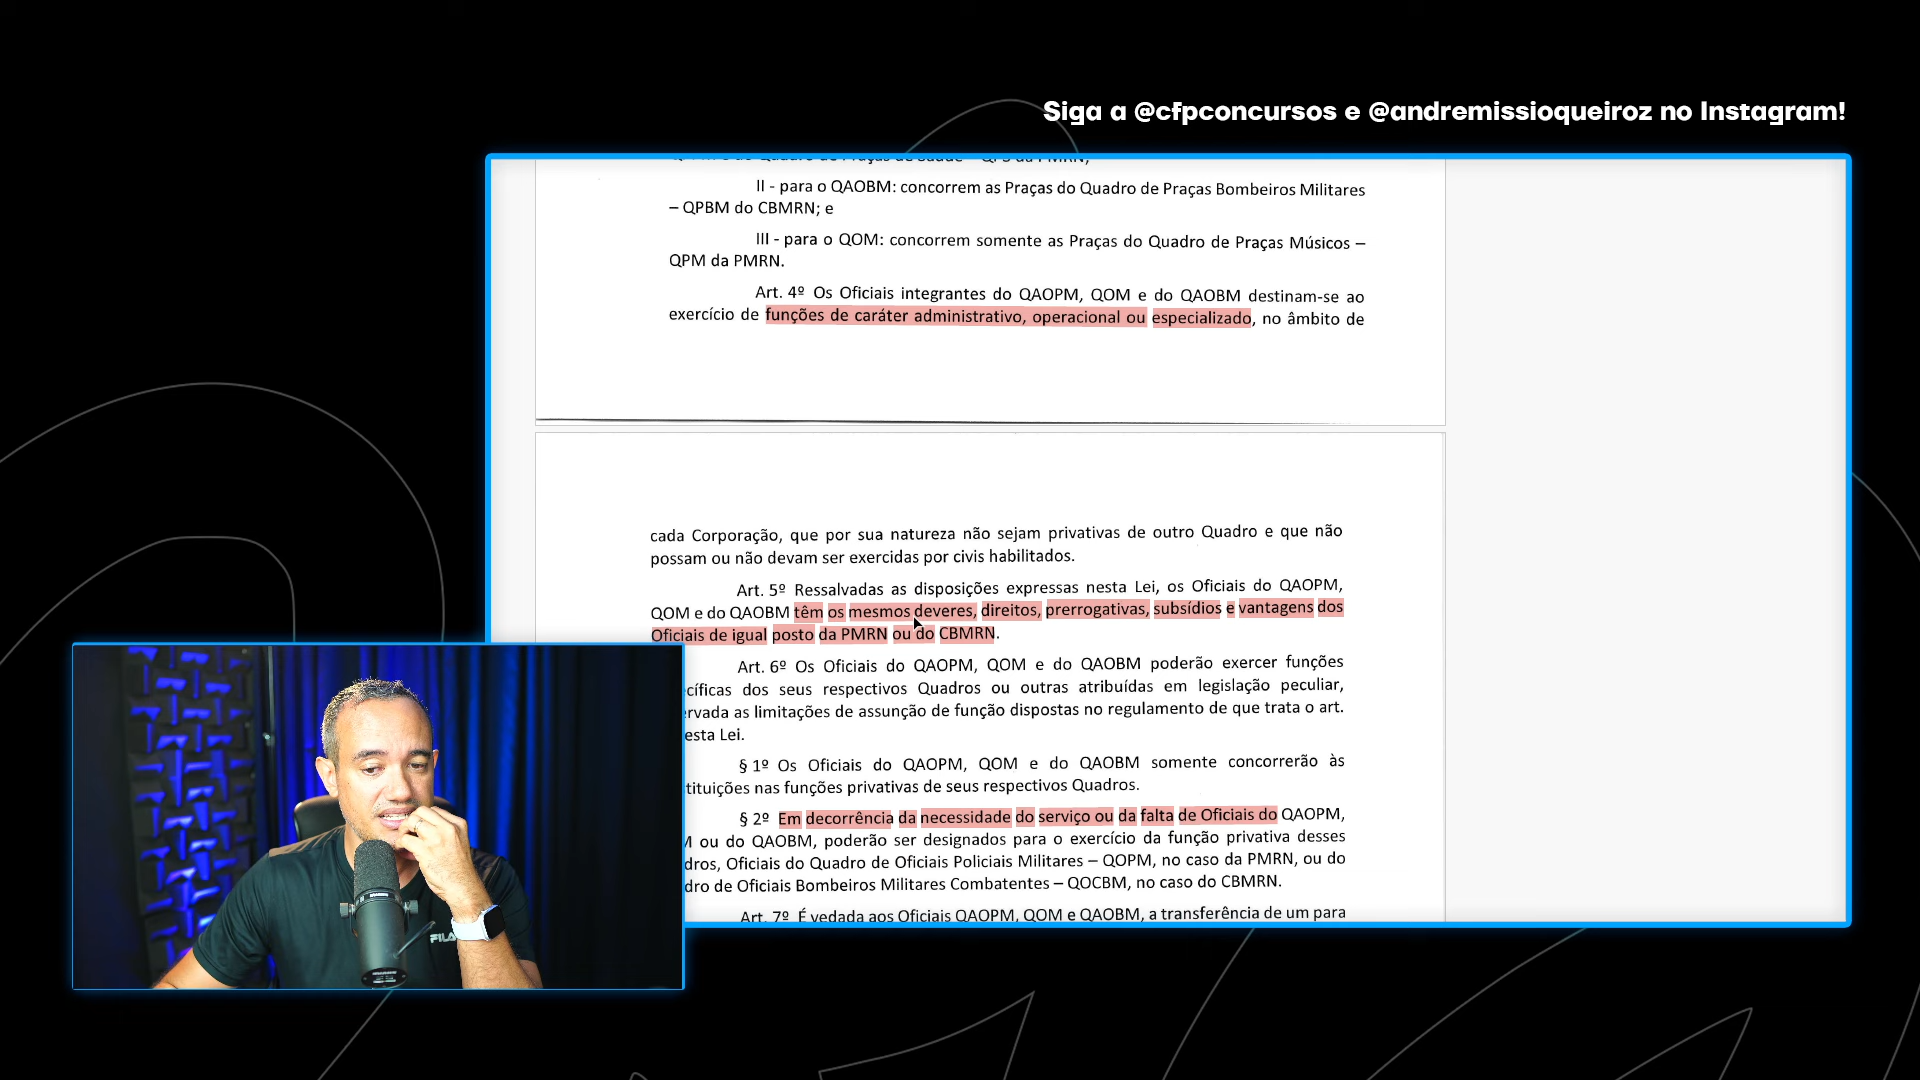 Siga a @cfpconcursos e @andremissioqueiroz no Instagram!
II - para o QAOBM: concorrem as Praças do Quadro de Praças Bombeiros Militares
– QPBM do CBMRN; e
III - para o QOM: concorrem somente as Praças do Quadro de Praças Músicos –
QPM da PMRN.
Art. 4º Os Oficiais integrantes do QAOPM, QOM e do QAOBM destinam-se ao
exercício de funções de caráter administrativo, operacional ou especializado, no âmbito de
cada Corporação, que por sua natureza não sejam privativas de outro Quadro e que não
possam ou não devam ser exercidas por civis habilitados.
Art. 5º Ressalvadas as disposições expressas nesta Lei, os Oficiais do QAOPM,
QOM e do QAOBM têm os mesmos deveres, direitos, prerrogativas, subsídios e vantagens dos
Oficiais de igual posto da PMRN ou do CBMRN.
Art. 6º Os Oficiais do QAOPM, QOM e do QAOBM poderão exercer funções
cíficas dos seus respectivos Quadros ou outras atribuídas em legislação peculiar,
ervada as limitações de assunção de função dispostas no regulamento de que trata o art.
esta Lei.
§ 1º Os Oficiais do QAOPM, QOM e do QAOBM somente concorrerão às
tituições nas funções privativas de seus respectivos Quadros.
§ 2º Em decorrência da necessidade do serviço ou da falta de Oficiais do QAOPM,
M ou do QAOBM, poderão ser designados para o exercício da função privativa desses
dros, Oficiais do Quadro de Oficiais Policiais Militares – QOPM, no caso da PMRN, ou do
dro de Oficiais Bombeiros Militares Combatentes – QOCBM, no caso do CBMRN.
Art. 7º É vedada aos Oficiais QAOPM, QOM e QAOBM, a transferência de um para
FILA